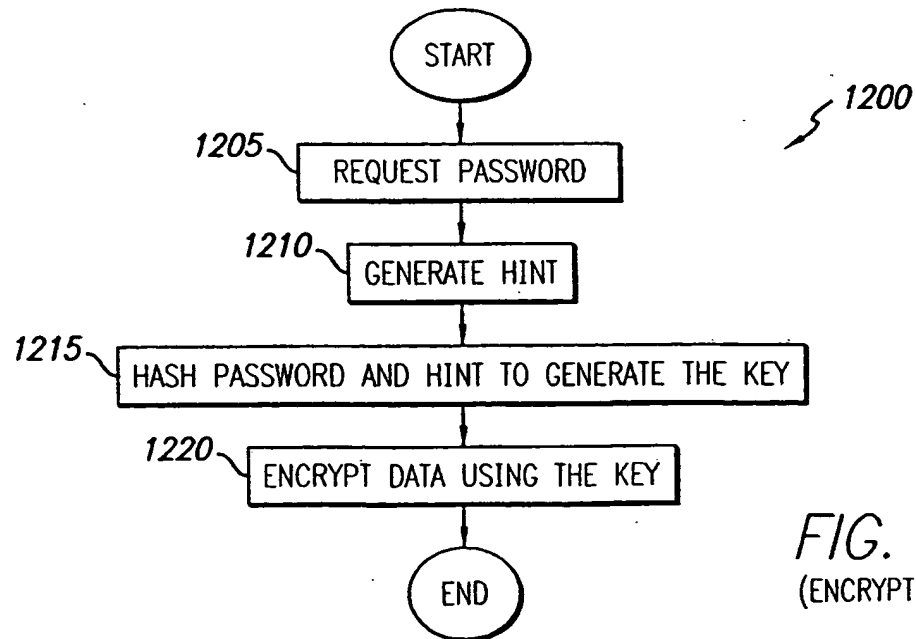 START
1200
1205
REQUEST PASSWORD
1210
GENERATE HINT
1215
HASH PASSWORD AND HINT TO GENERATE THE KEY
1220
ENCRYPT DATA USING THE KEY
END
FIG.
(ENCRYPT